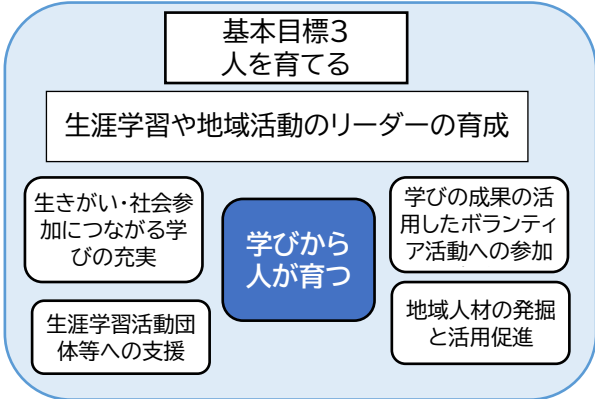 基本目標3
人を育てる
生涯学習や地域活動のリーダーの育成
生きがい・社会参
加につながる学
びの充実
学びから
人が育つ
学びの成果の活
用したボランティ
ア活動への参加
生涯学習活動団
体等への支援
地域人材の発掘
と活用促進